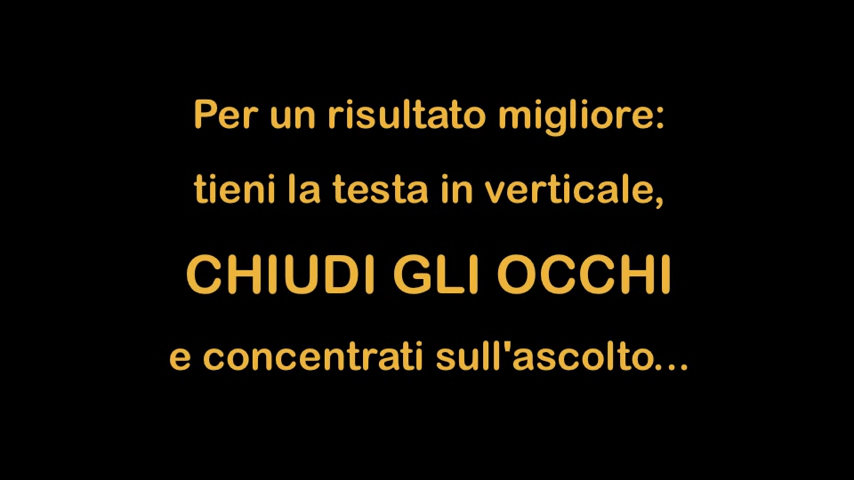 Per un risultato migliore:
tieni la testa in verticale,
CHIUDI GLI OCCHI
e concentrati sull'ascolto...